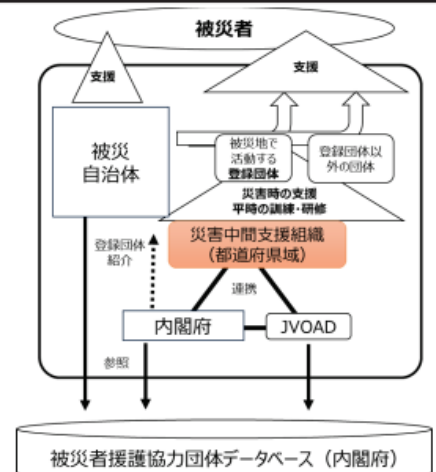 被災者
支援
支援
被災
自治体
被災地で
活動する
登録団体
登録団体以
外の団体
災害時の支援
平時の訓練・研修
災害中間支援組織
（都道府県域）
登録団体
紹介
連携
内閣府
JVOAD
参照
被災者援護協力団体データベース（内閣府）